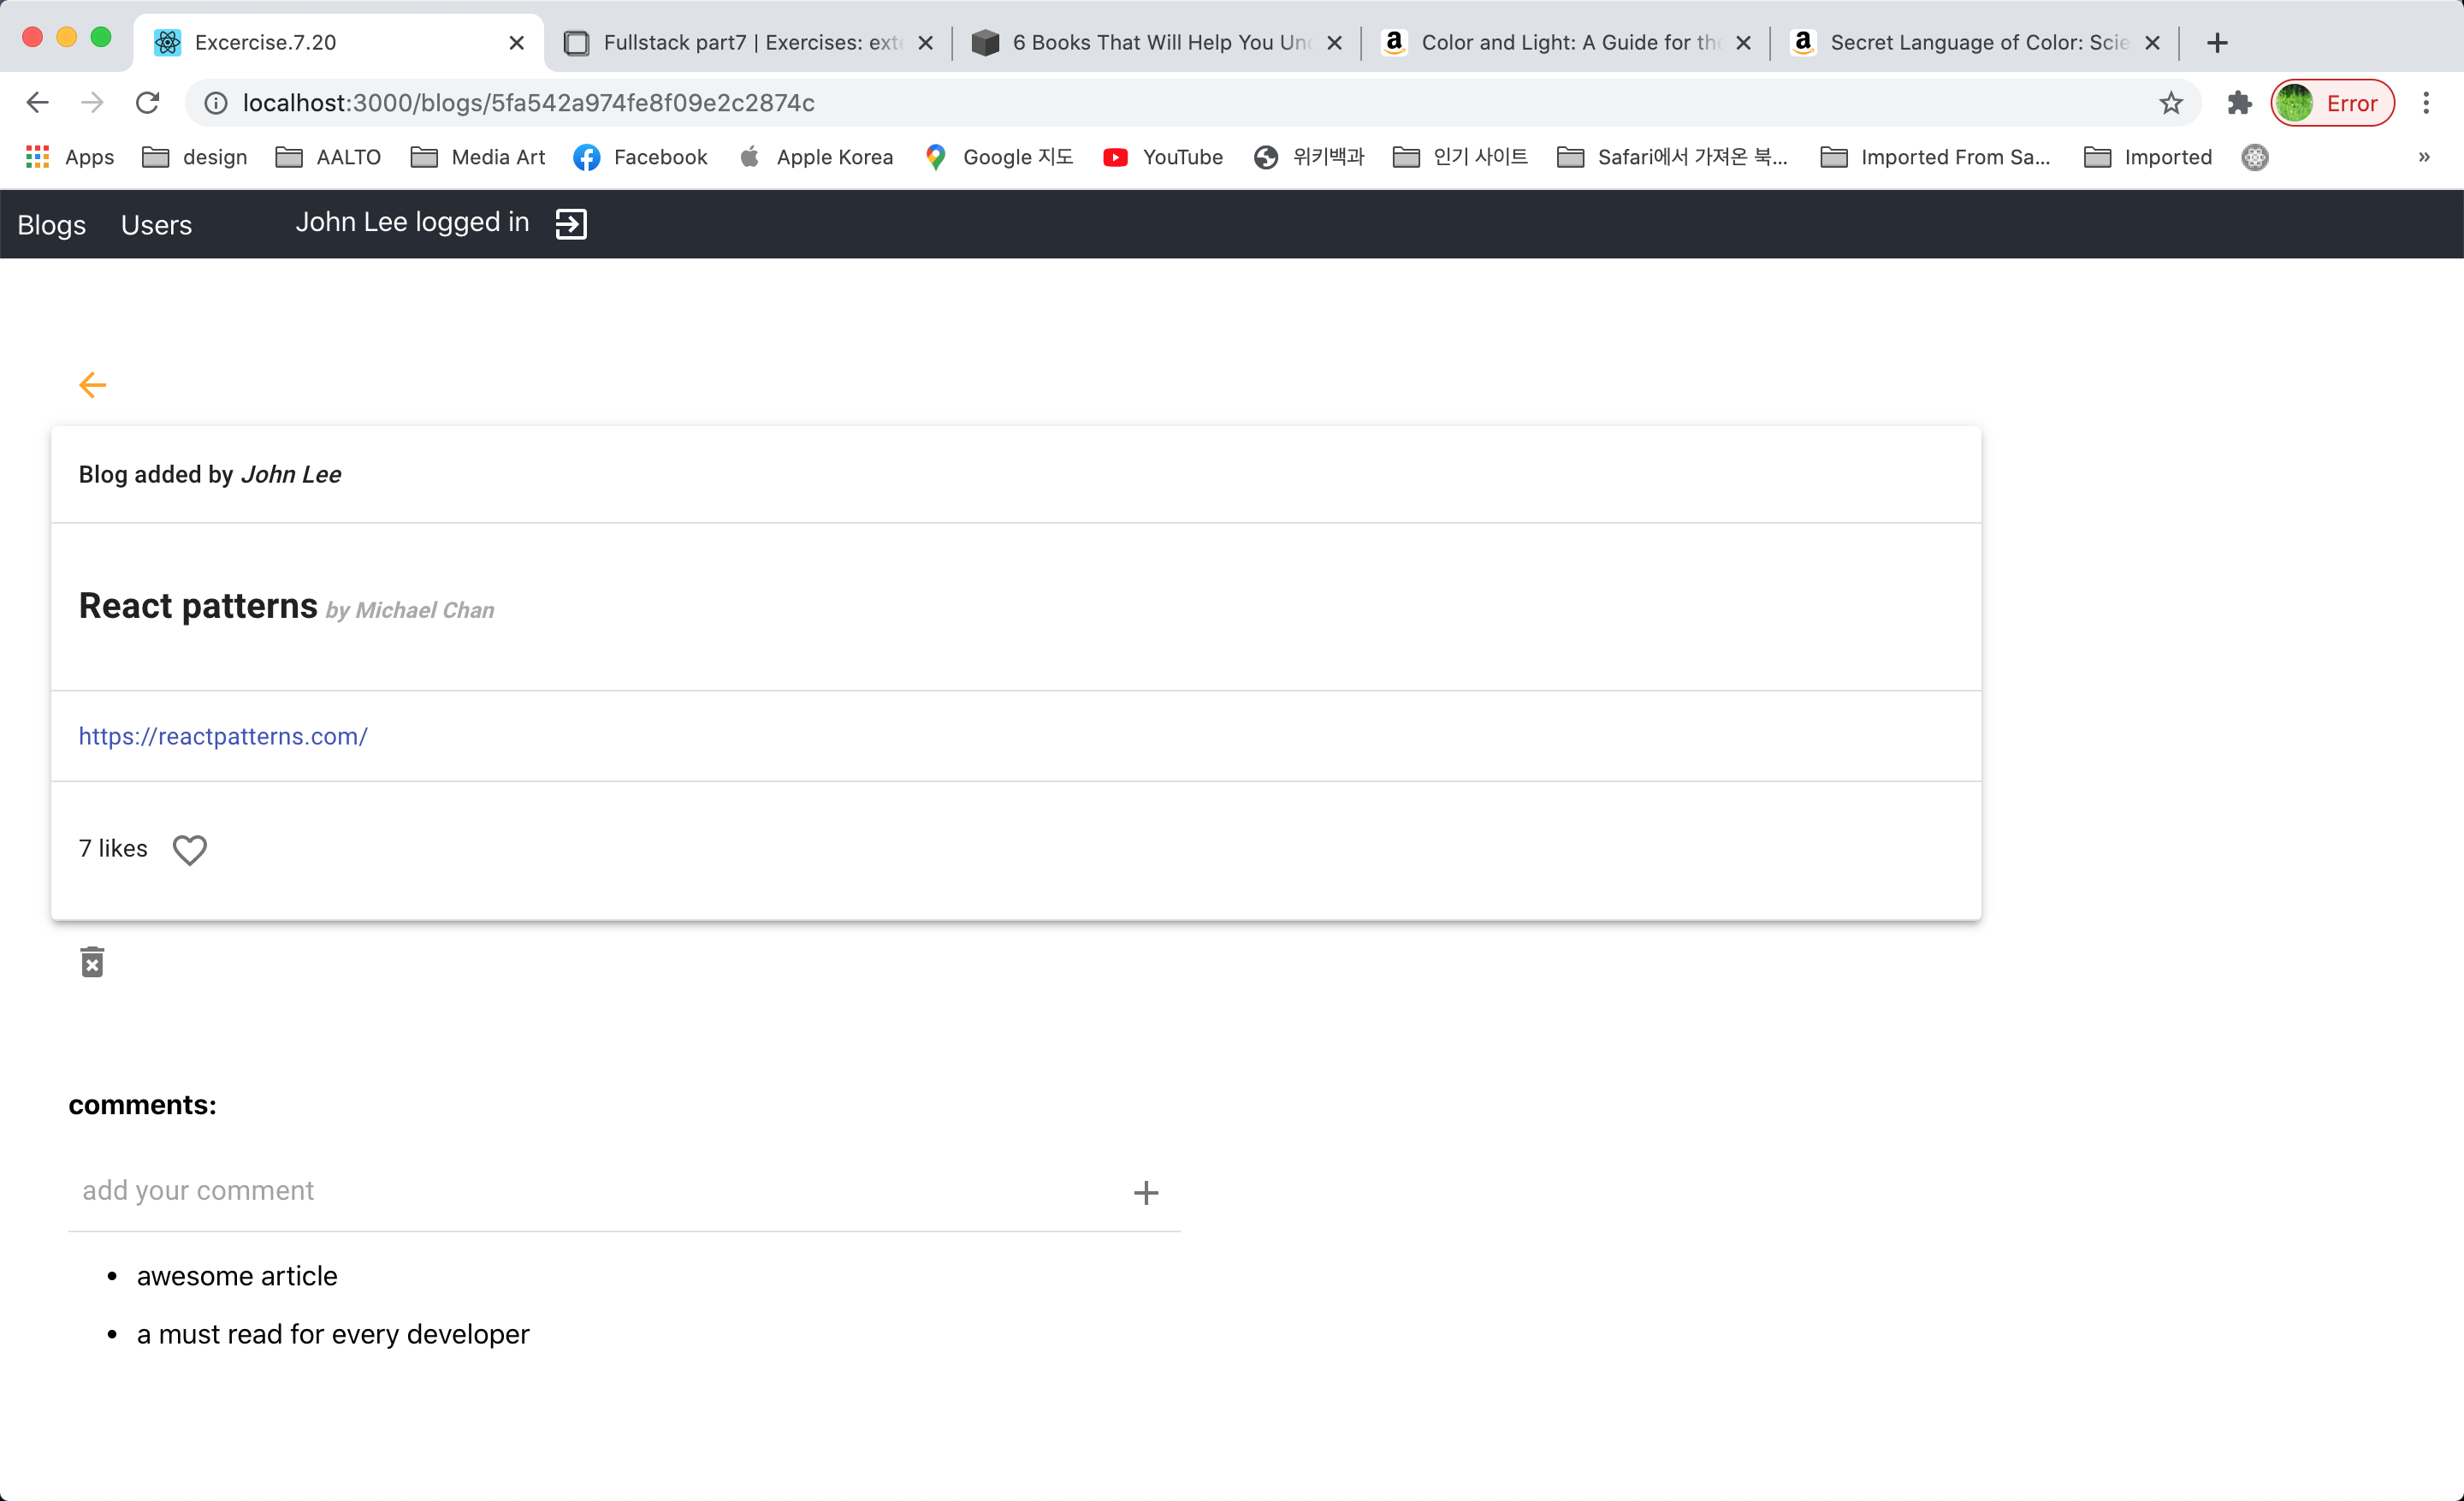 Excercise.7.20
Fullstack part7 | Exercises: exte
6 Books That Will Help You Und
Color and Light: A Guide for the
Secret Language of Color: Scie
localhost:3000/blogs/5fa542a974fe8f09e2c2874c
Error
Apps design AALTO Media Art Facebook Apple Korea Google 지도 YouTube 위키백과 인기 사이트 Safari에서 가져온 북... Imported From Sa... Imported »
Blogs Users John Lee logged in
Blog added by John Lee
React patterns by Michael Chan
https://reactpatterns.com/
7 likes
comments:
add your comment
• awesome article
• a must read for every developer